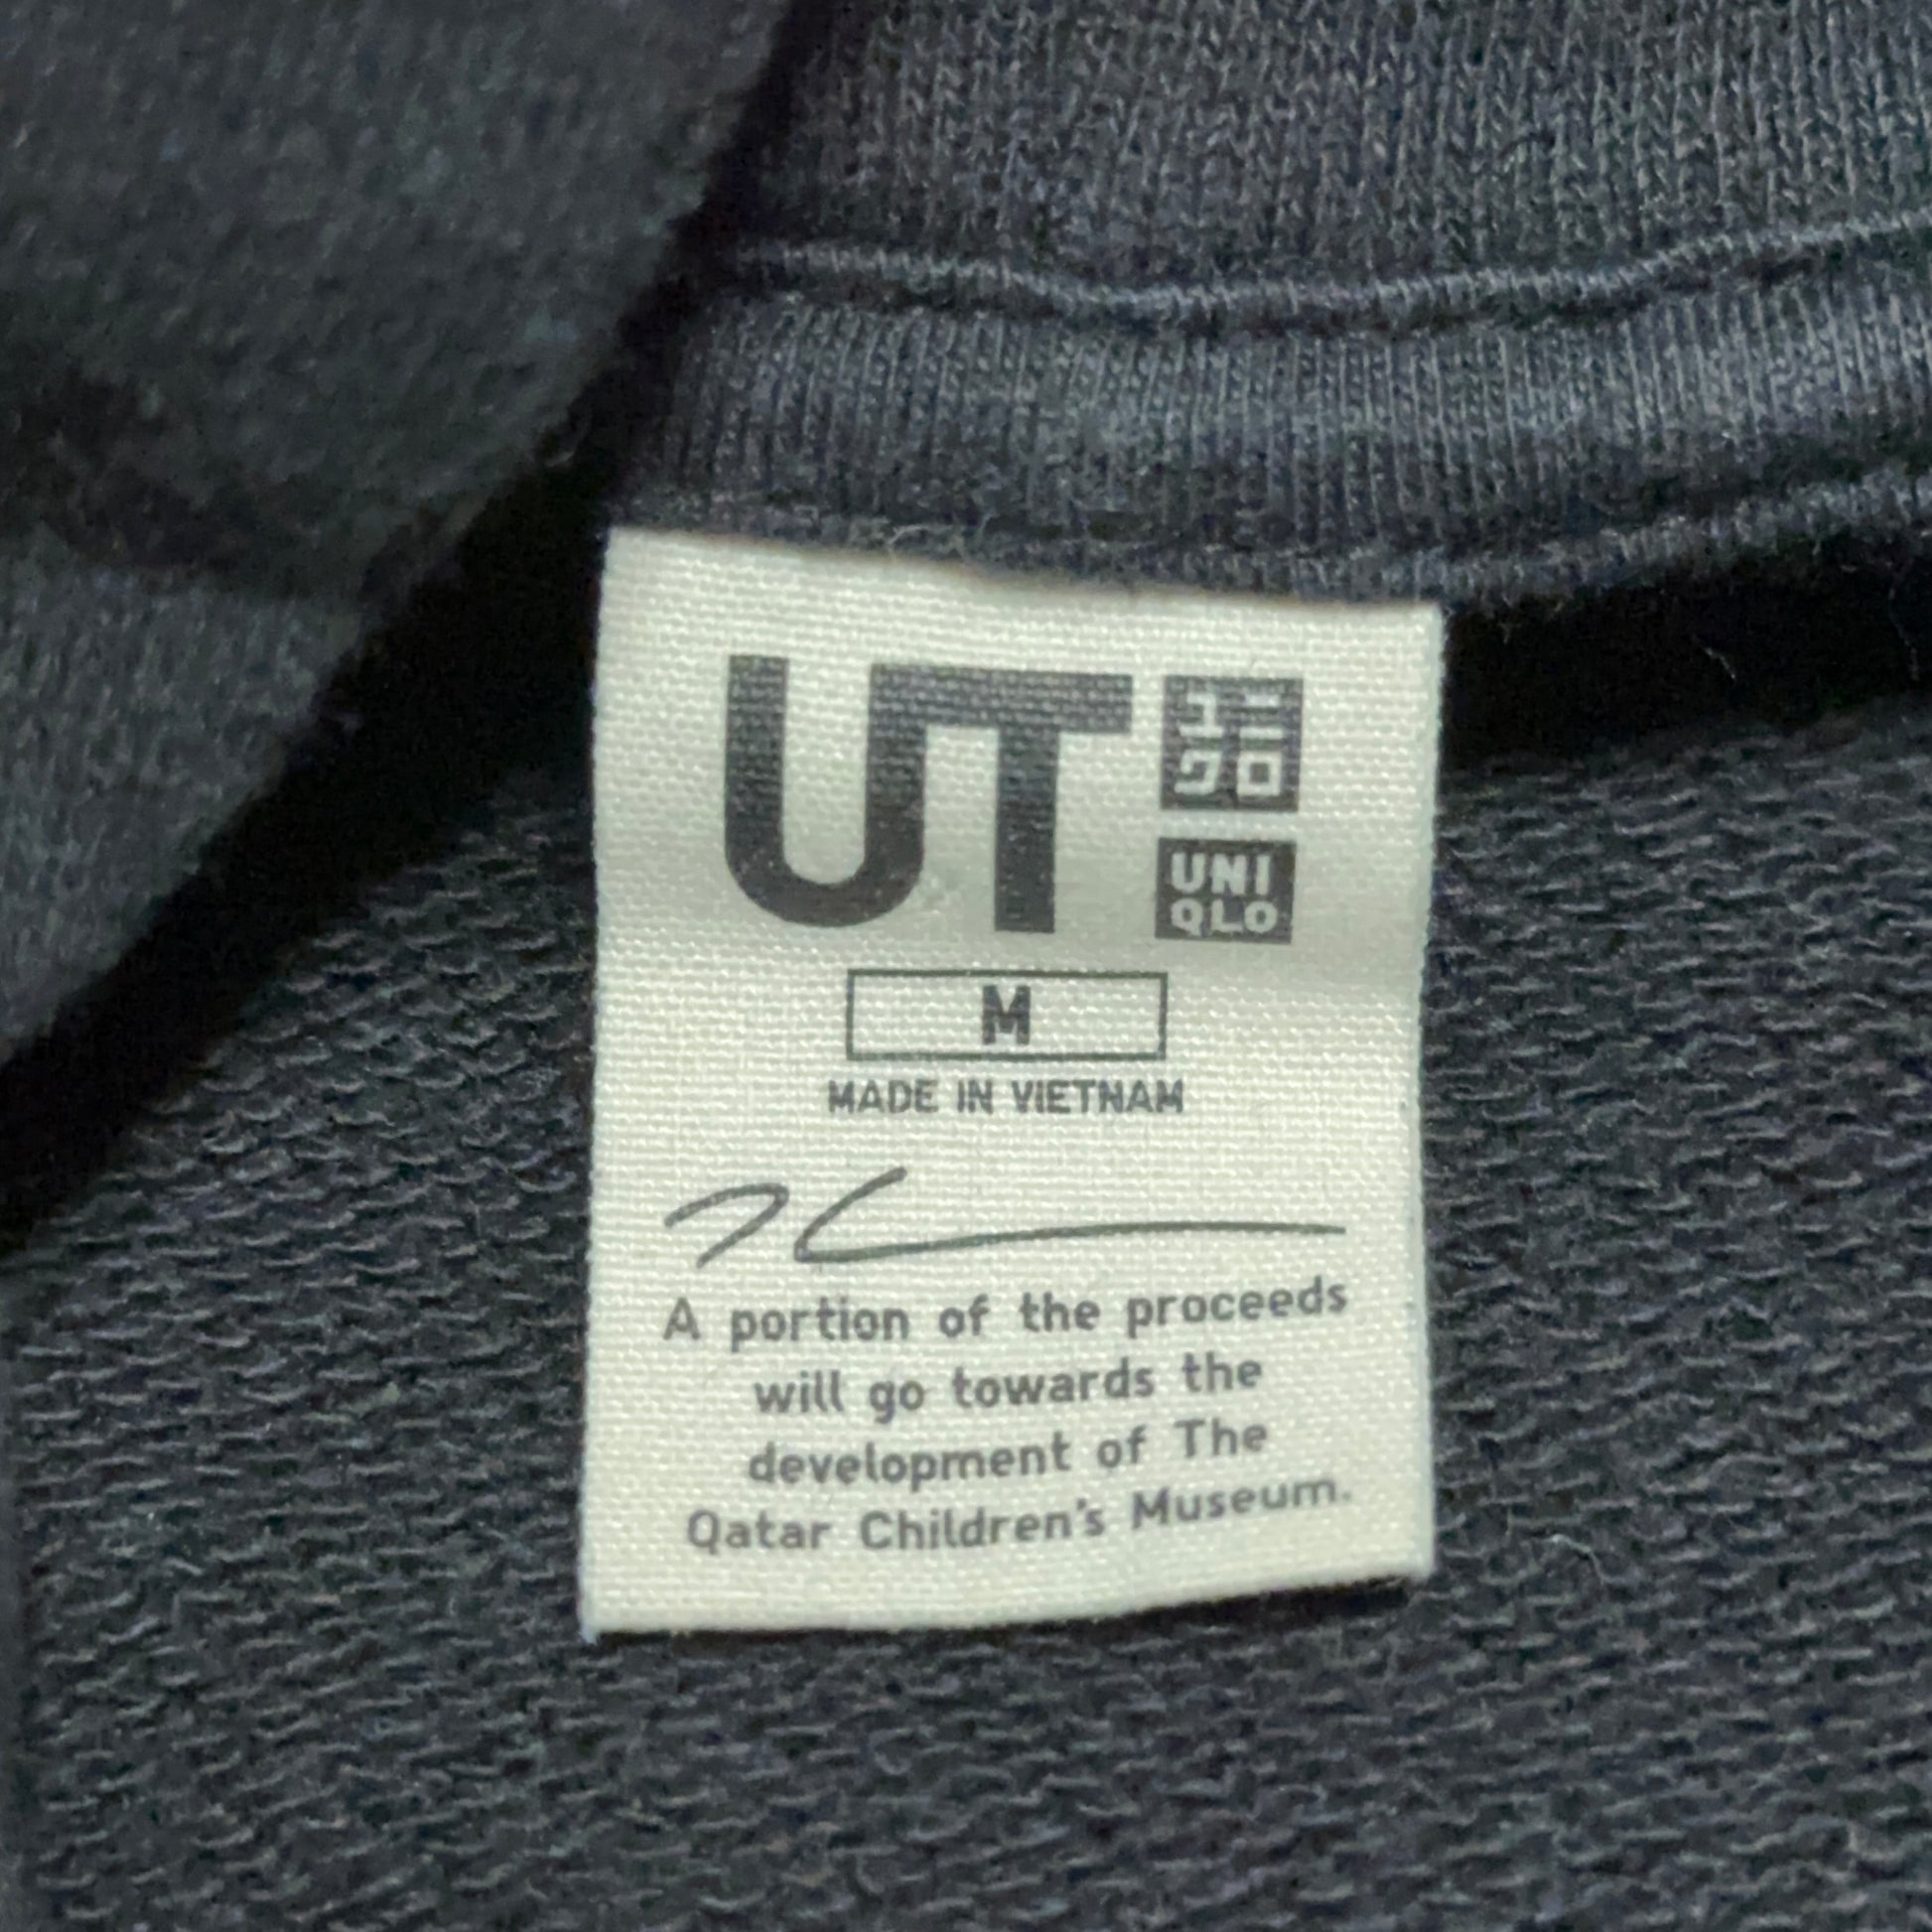 UT
ユニ
クロ
UNI
QLO
M
MADE IN VIETNAM
A portion of the proceeds
will go towards the
development of The
Qatar Children's Museum.